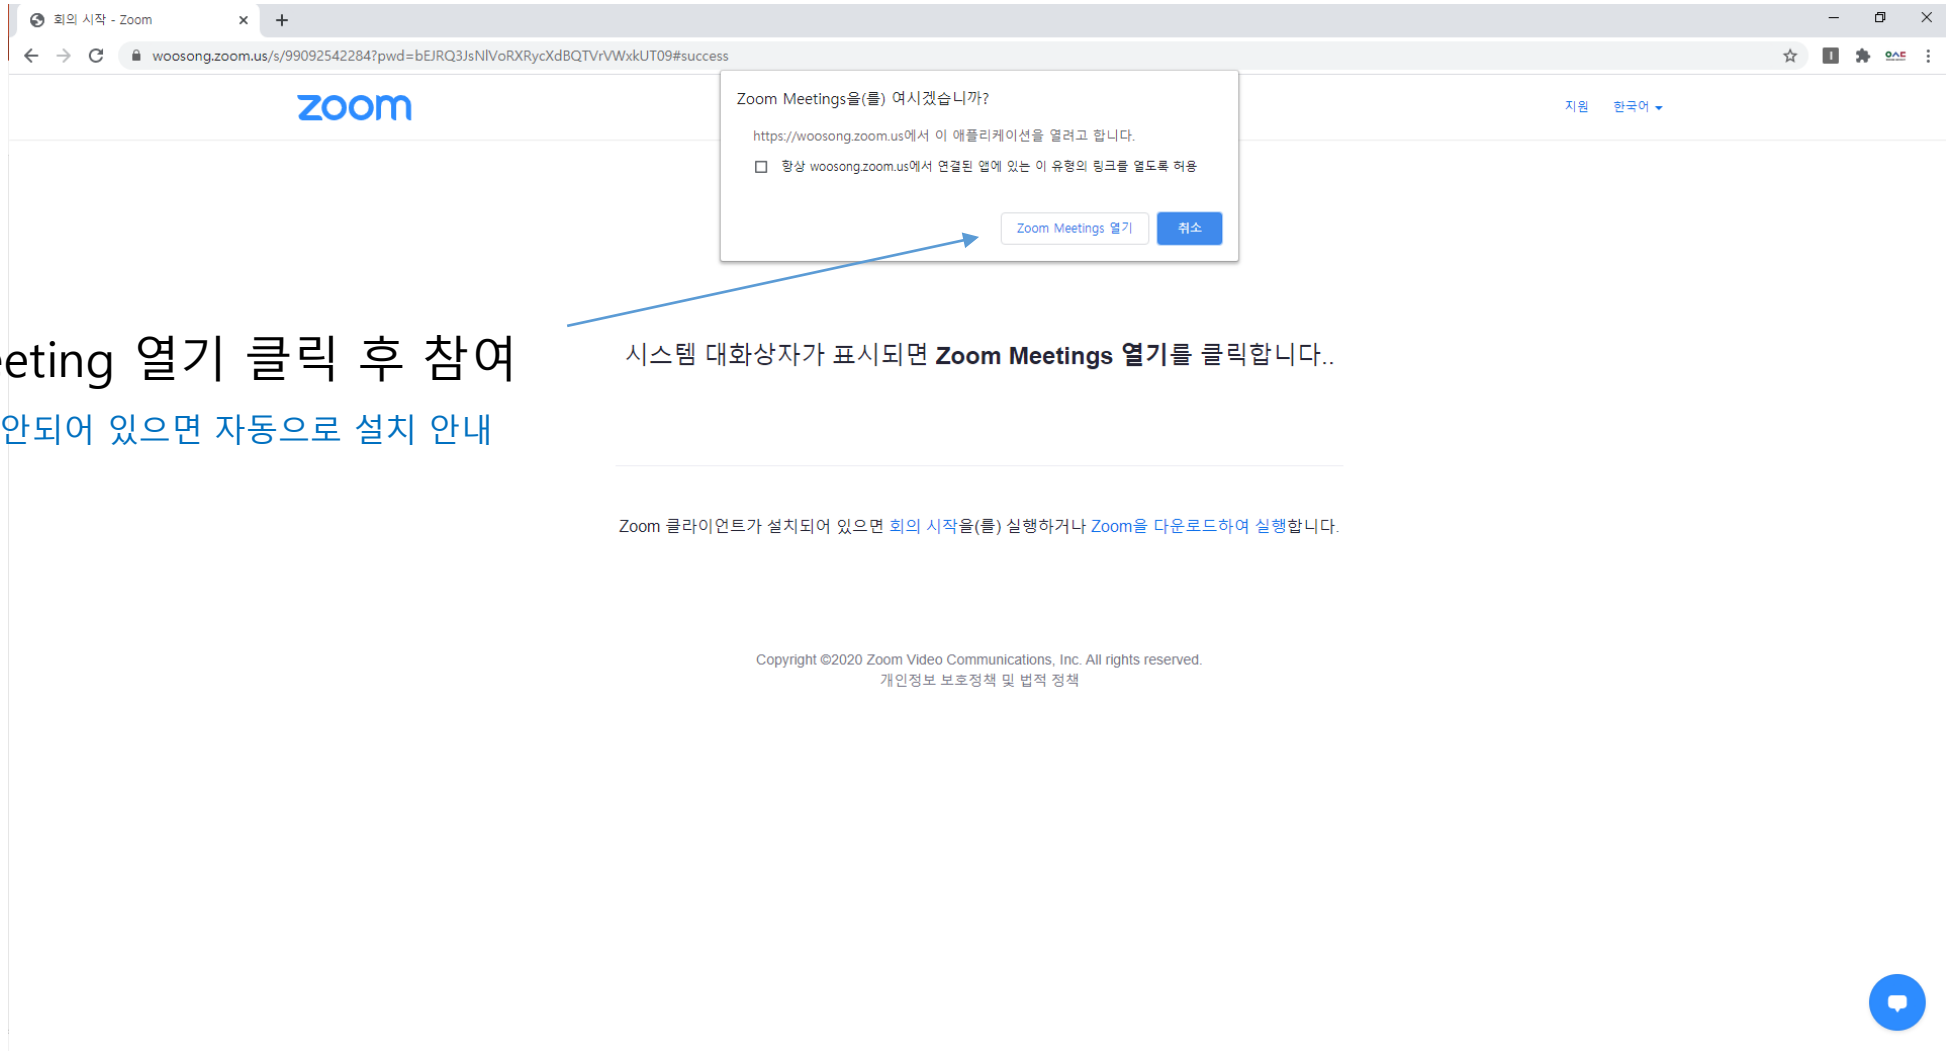 회의 시작 - Zoom
woosong.zoom.us/s/99092542284?pwd=bEJRQ3JsNlVoRXRycXdBQTVrVWxkUT09#success
zoom
Zoom Meetings을(를) 여시겠습니까?
https://woosong.zoom.us에서 이 애플리케이션을 열려고 합니다.
항상 woosong.zoom.us에서 연결된 앱에 있는 이 유형의 링크를 열도록 허용
Zoom Meetings 열기
취소
지원 한국어
eeting 열기 클릭 후 참여
안되어 있으면 자동으로 설치 안내
시스템 대화상자가 표시되면 Zoom Meetings 열기를 클릭합니다..
Zoom 클라이언트가 설치되어 있으면 회의 시작을(를) 실행하거나 Zoom을 다운로드하여 실행합니다.
Copyright ©2020 Zoom Video Communications, Inc. All rights reserved.
개인정보 보호정책 및 법적 정책